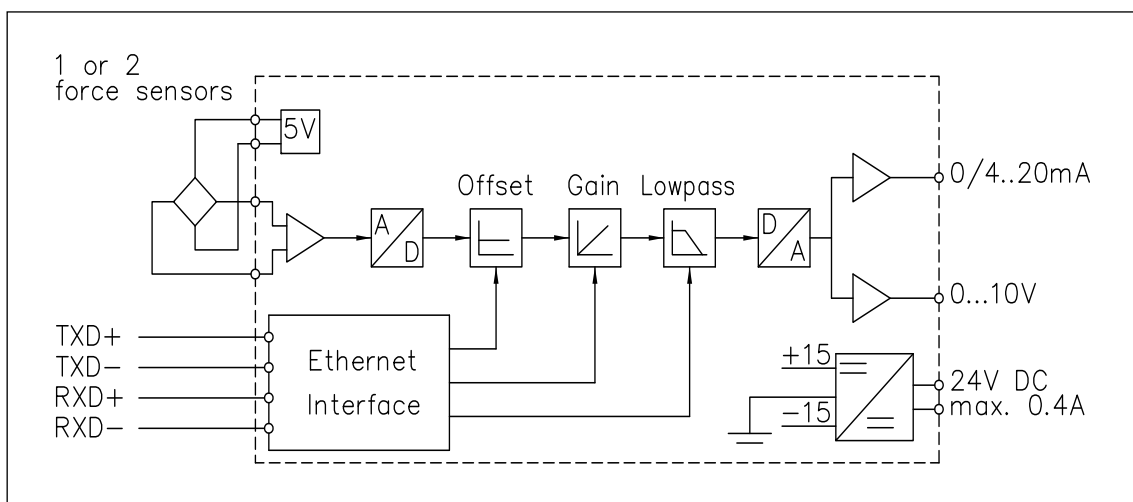 1 or 2
force sensors
5V
Offset
Gain
Lowpass
A
D
D
A
0/4..20mA
0...10V
TXD+
TXD-
RXD+
RXD-
Ethernet
Interface
+15
-15
24V DC
max. 0.4A